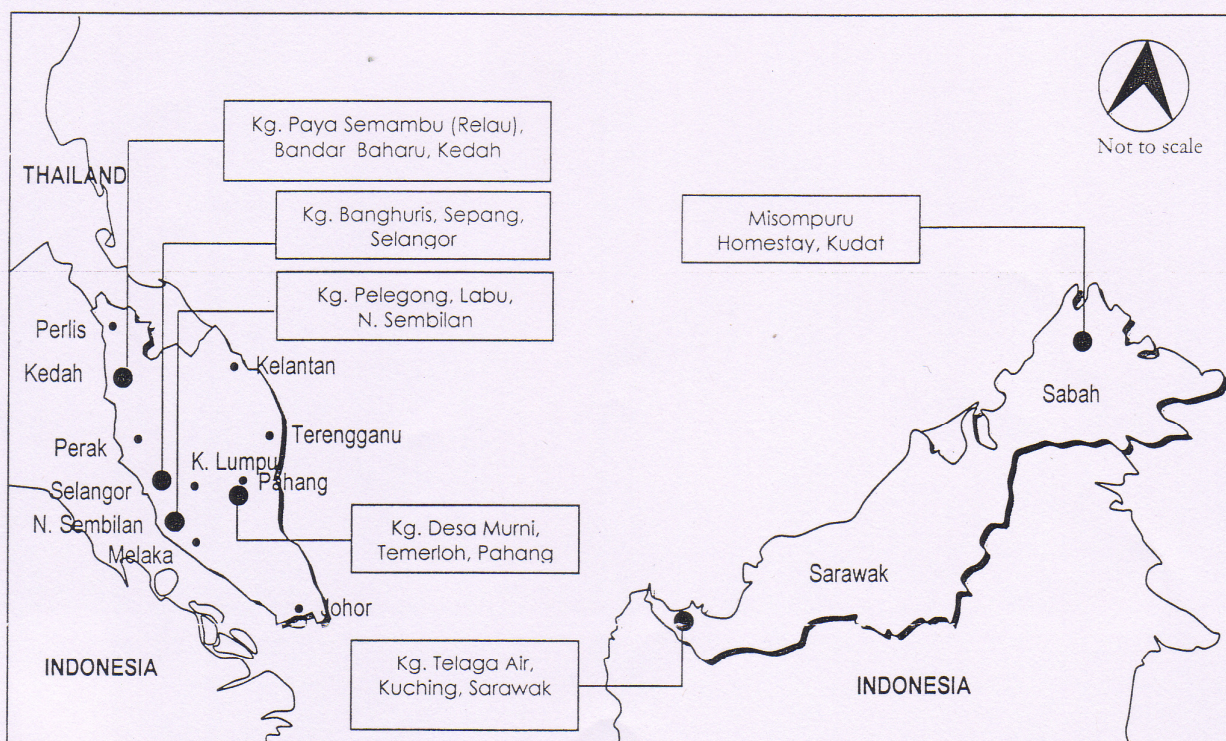 Kg. Paya Semambu (Relau),
Bandar Baharu, Kedah
Not to scale
THAILAND
Kg. Banghuris, Sepang,
Selangor
Misompuru
Homestay, Kudat
Kg. Pelegong, Labu,
N. Sembilan
Perlis
Kelantan
Kedah
Sabah
Terengganu
Perak
K. Lumpu
Pahang
Selangor
N. Sembilan
Kg. Desa Murni,
Temerloh, Pahang
Melaka
Sarawak
Johor
INDONESIA
Kg. Telaga Air,
Kuching, Sarawak
INDONESIA